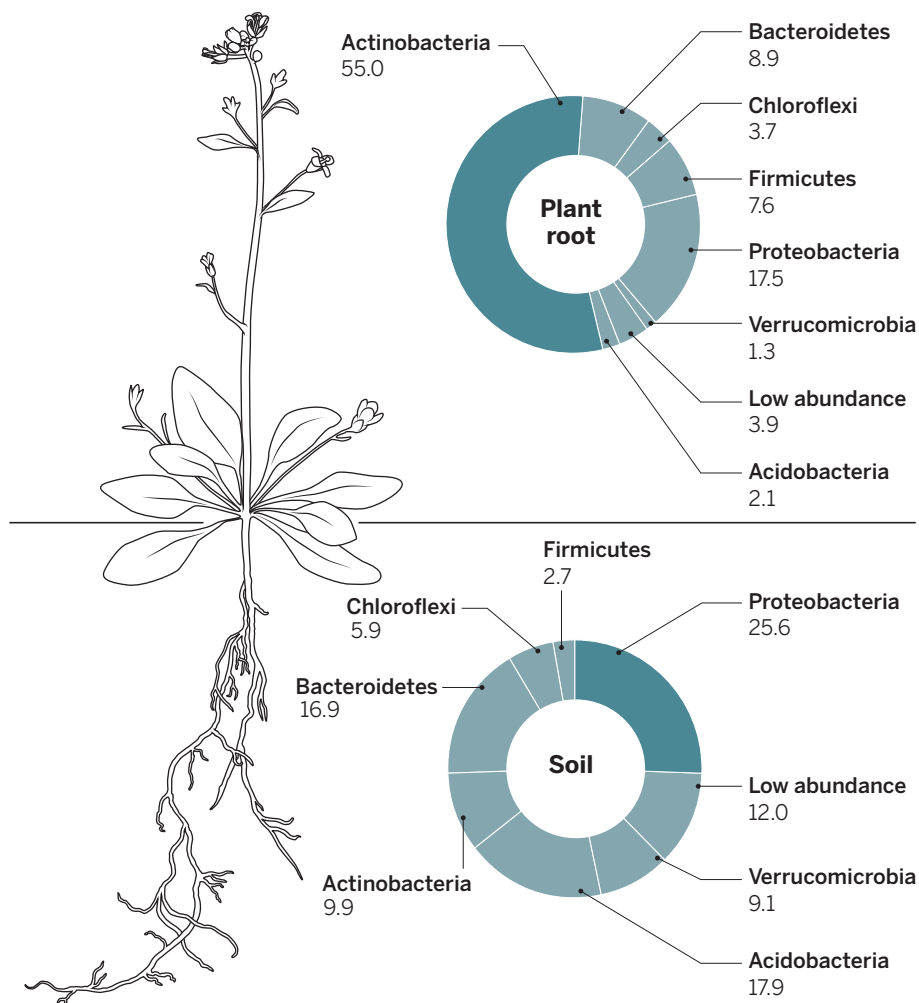 Actinobacteria
55.0
Bacteroidetes
8.9
Chloroflexi
3.7
Firmicutes
7.6
Plant
root
Proteobacteria
17.5
Verrucomicrobia
1.3
Low abundance
3.9
Acidobacteria
2.1
Firmicutes
2.7
Proteobacteria
25.6
Chloroflexi
5.9
Bacteroidetes
16.9
Soil
Low abundance
12.0
Actinobacteria
9.9
Verrucomicrobia
9.1
Acidobacteria
17.9